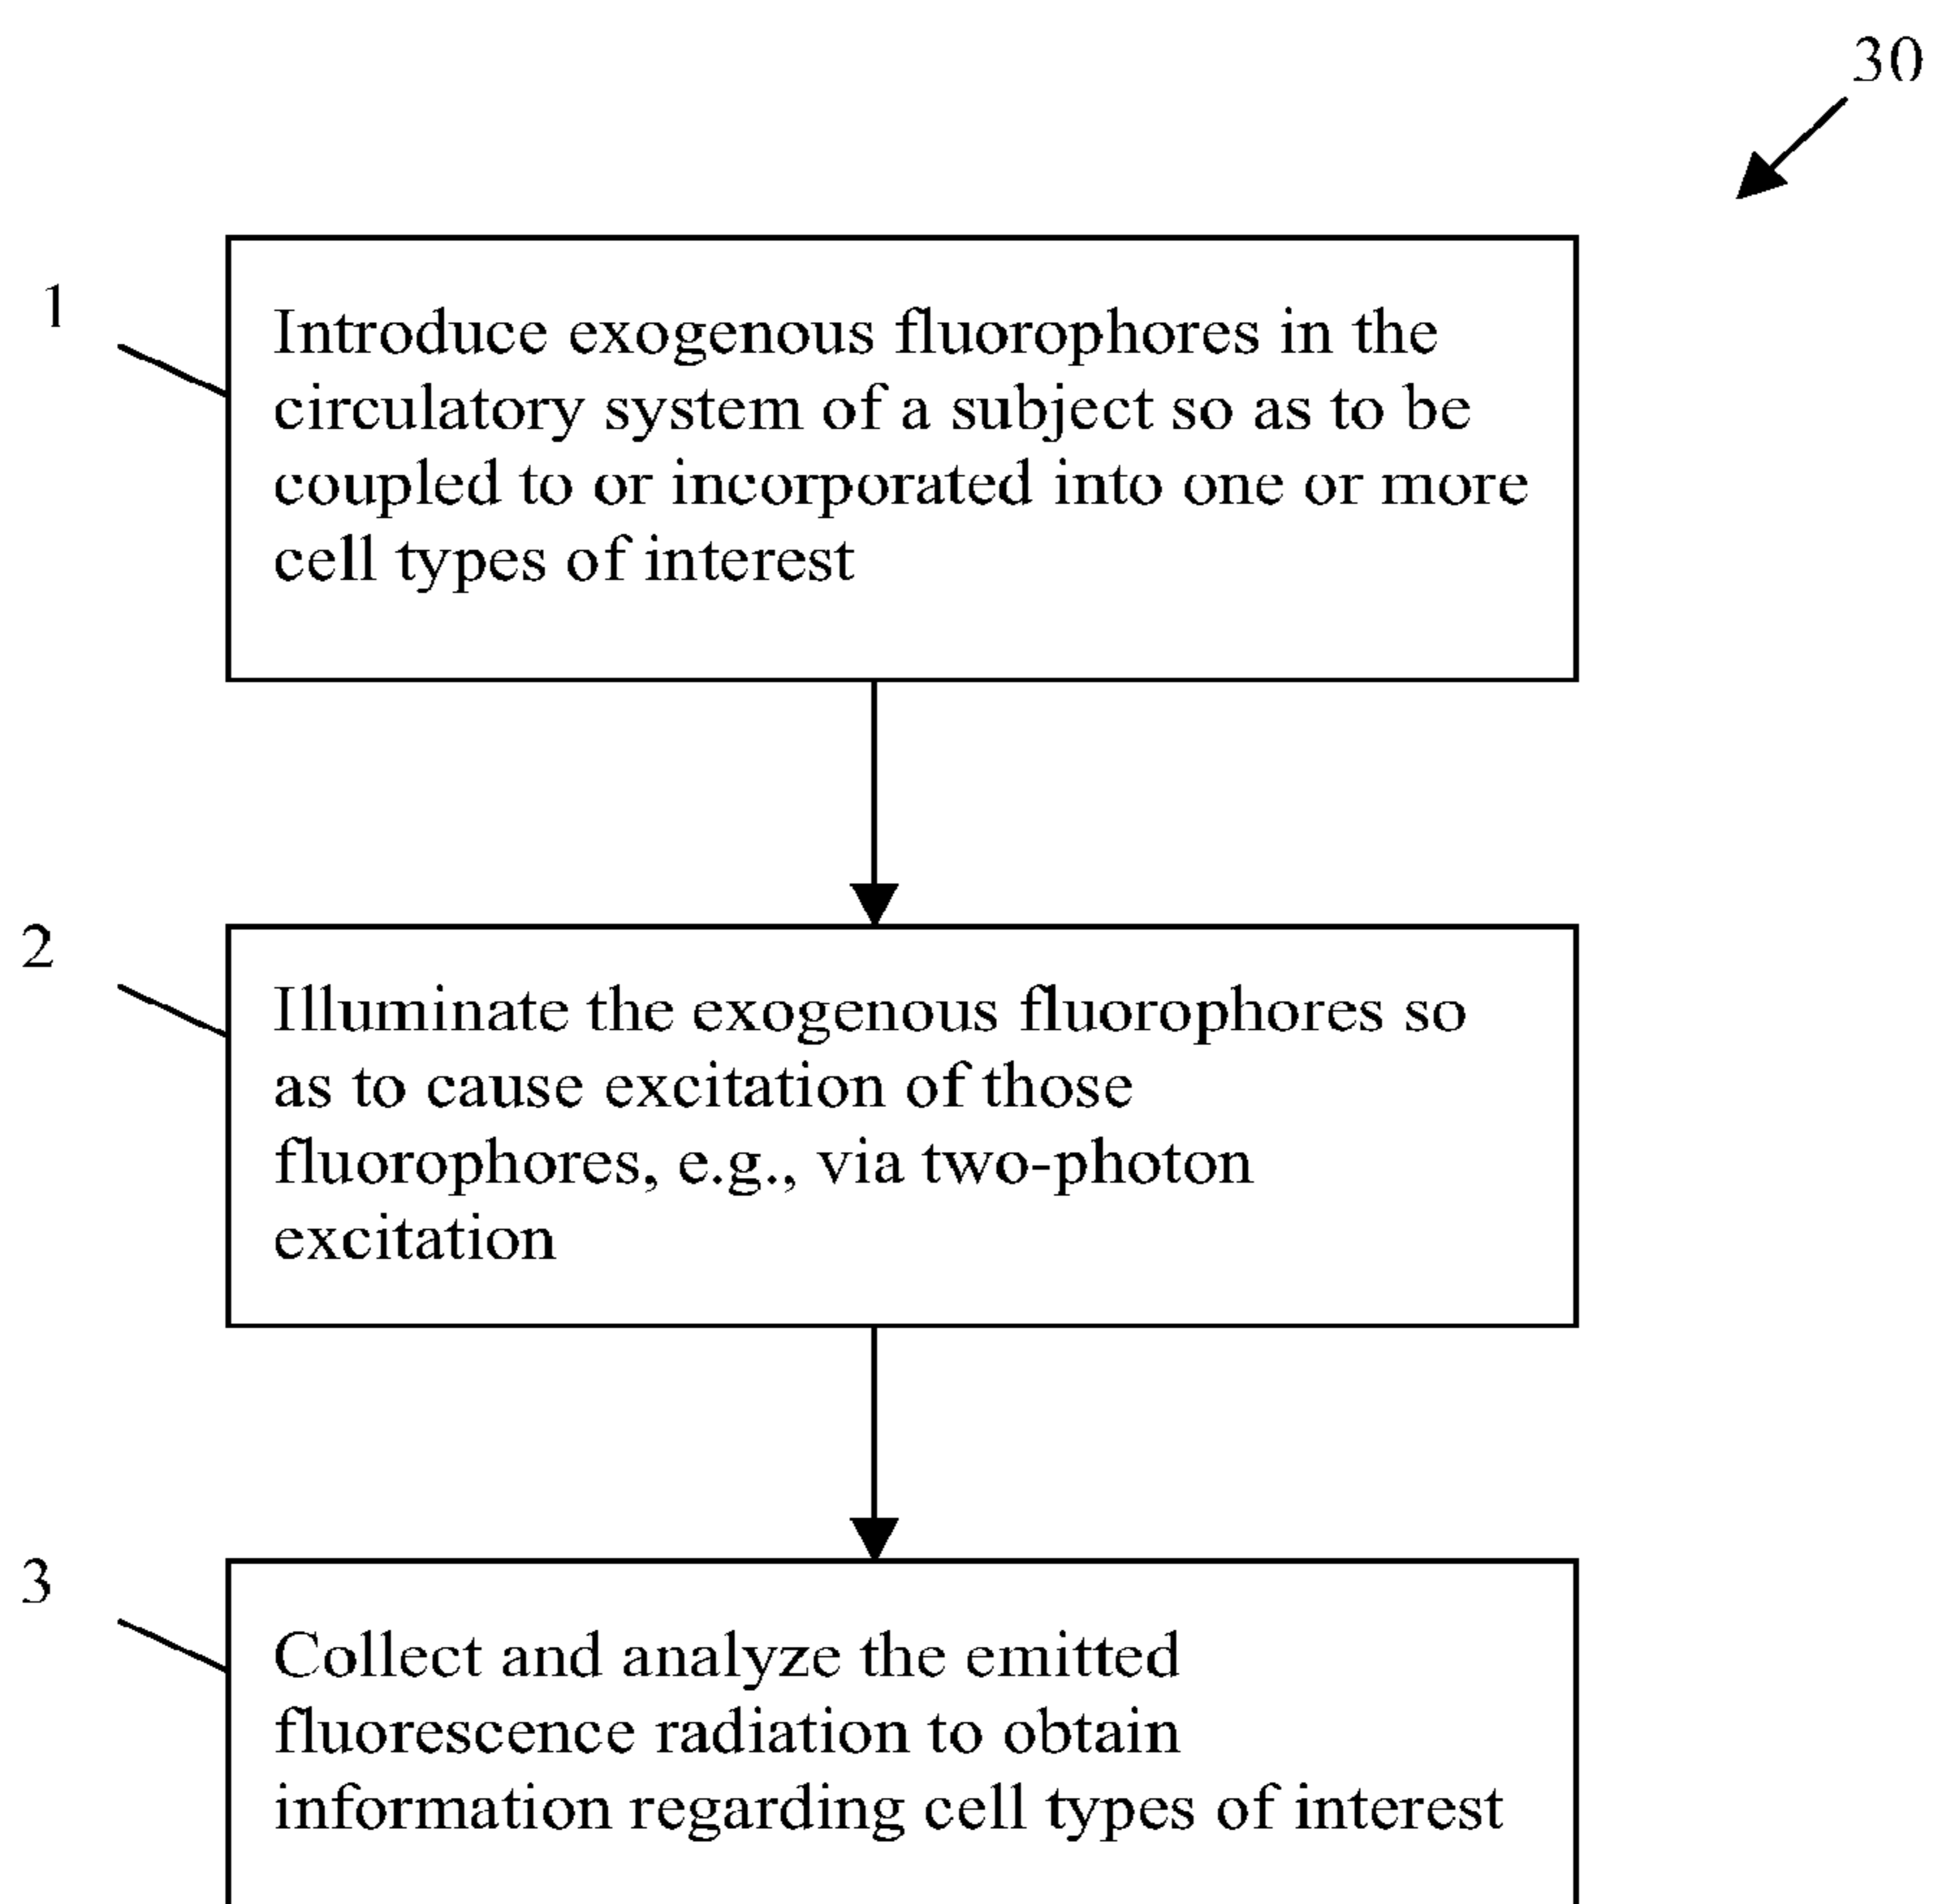 30
1
Introduce exogenous fluorophores in the
circulatory system of a subject so as to be
coupled to or incorporated into one or more
cell types of interest
2
Illuminate the exogenous fluorophores so
as to cause excitation of those
fluorophores, e.g., via two-photon
excitation
3
Collect and analyze the emitted
fluorescence radiation to obtain
information regarding cell types of interest